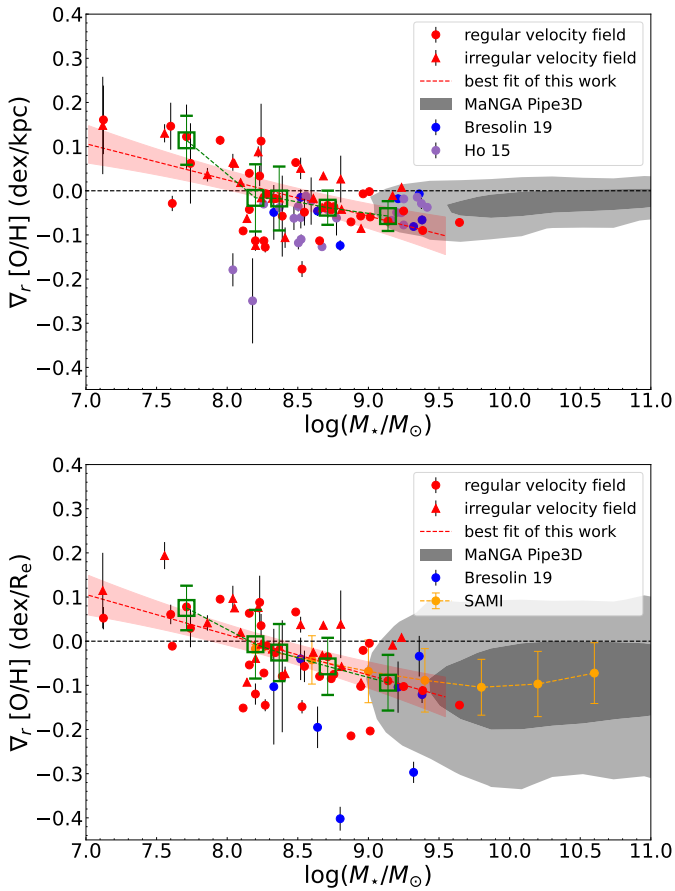 0.4
0.3
0.2
0.1
0.0
−0.1
−0.2
−0.3
−0.4
∇r [O/H] (dex/kpc)
regular velocity field
irregular velocity field
best fit of this work
MaNGA Pipe3D
Bresolin 19
Ho 15
7.0 7.5 8.0 8.5 9.0 9.5 10.0 10.5 11.0
log(M⋆/M⊙)
0.4
0.3
0.2
0.1
0.0
−0.1
−0.2
−0.3
−0.4
∇r [O/H] (dex/Re)
regular velocity field
irregular velocity field
best fit of this work
MaNGA Pipe3D
Bresolin 19
SAMI
7.0 7.5 8.0 8.5 9.0 9.5 10.0 10.5 11.0
log(M⋆/M⊙)